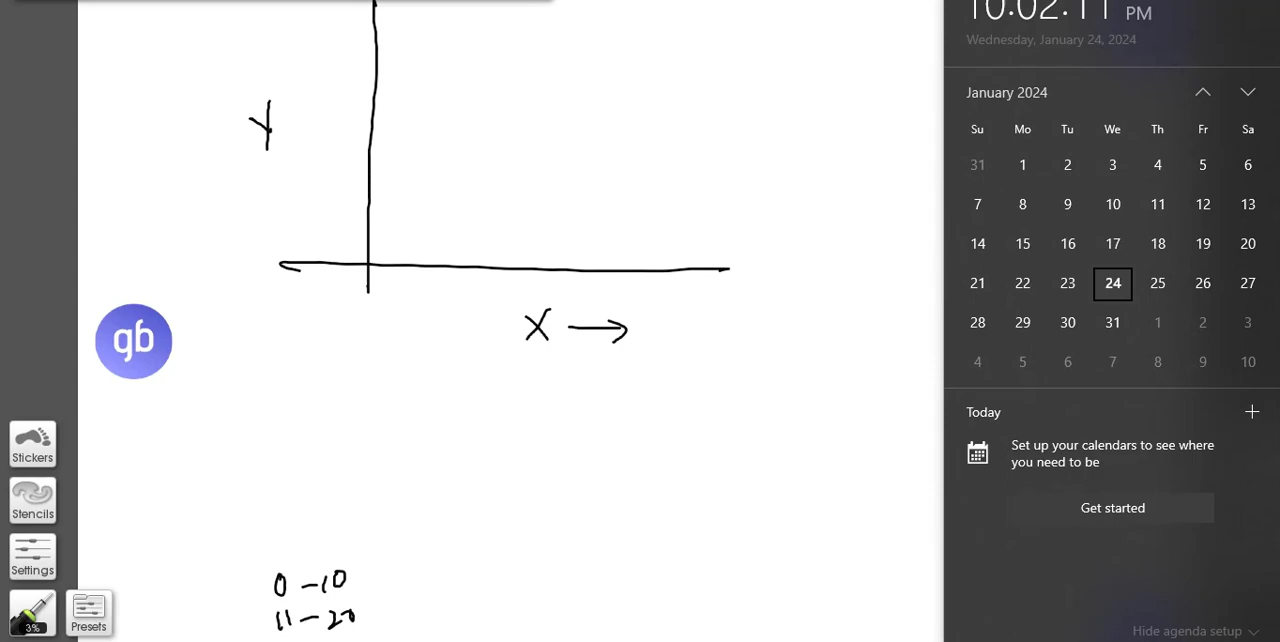 10:02:11 PM
Wednesday, January 24, 2024
January 2024
Su Mo Tu We Th Fr Sa
31 1 2 3 4 5 6
7 8 9 10 11 12 13
14 15 16 17 18 19 20
21 22 23 24 25 26 27
28 29 30 31 1 2 3
4 5 6 7 8 9 10
Today
Set up your calendars to see where
you need to be
Get started
Hide agenda setup
Y
X
gb
Stickers
Stencils
Settings
3%
Presets
0 - 10
11 - 20